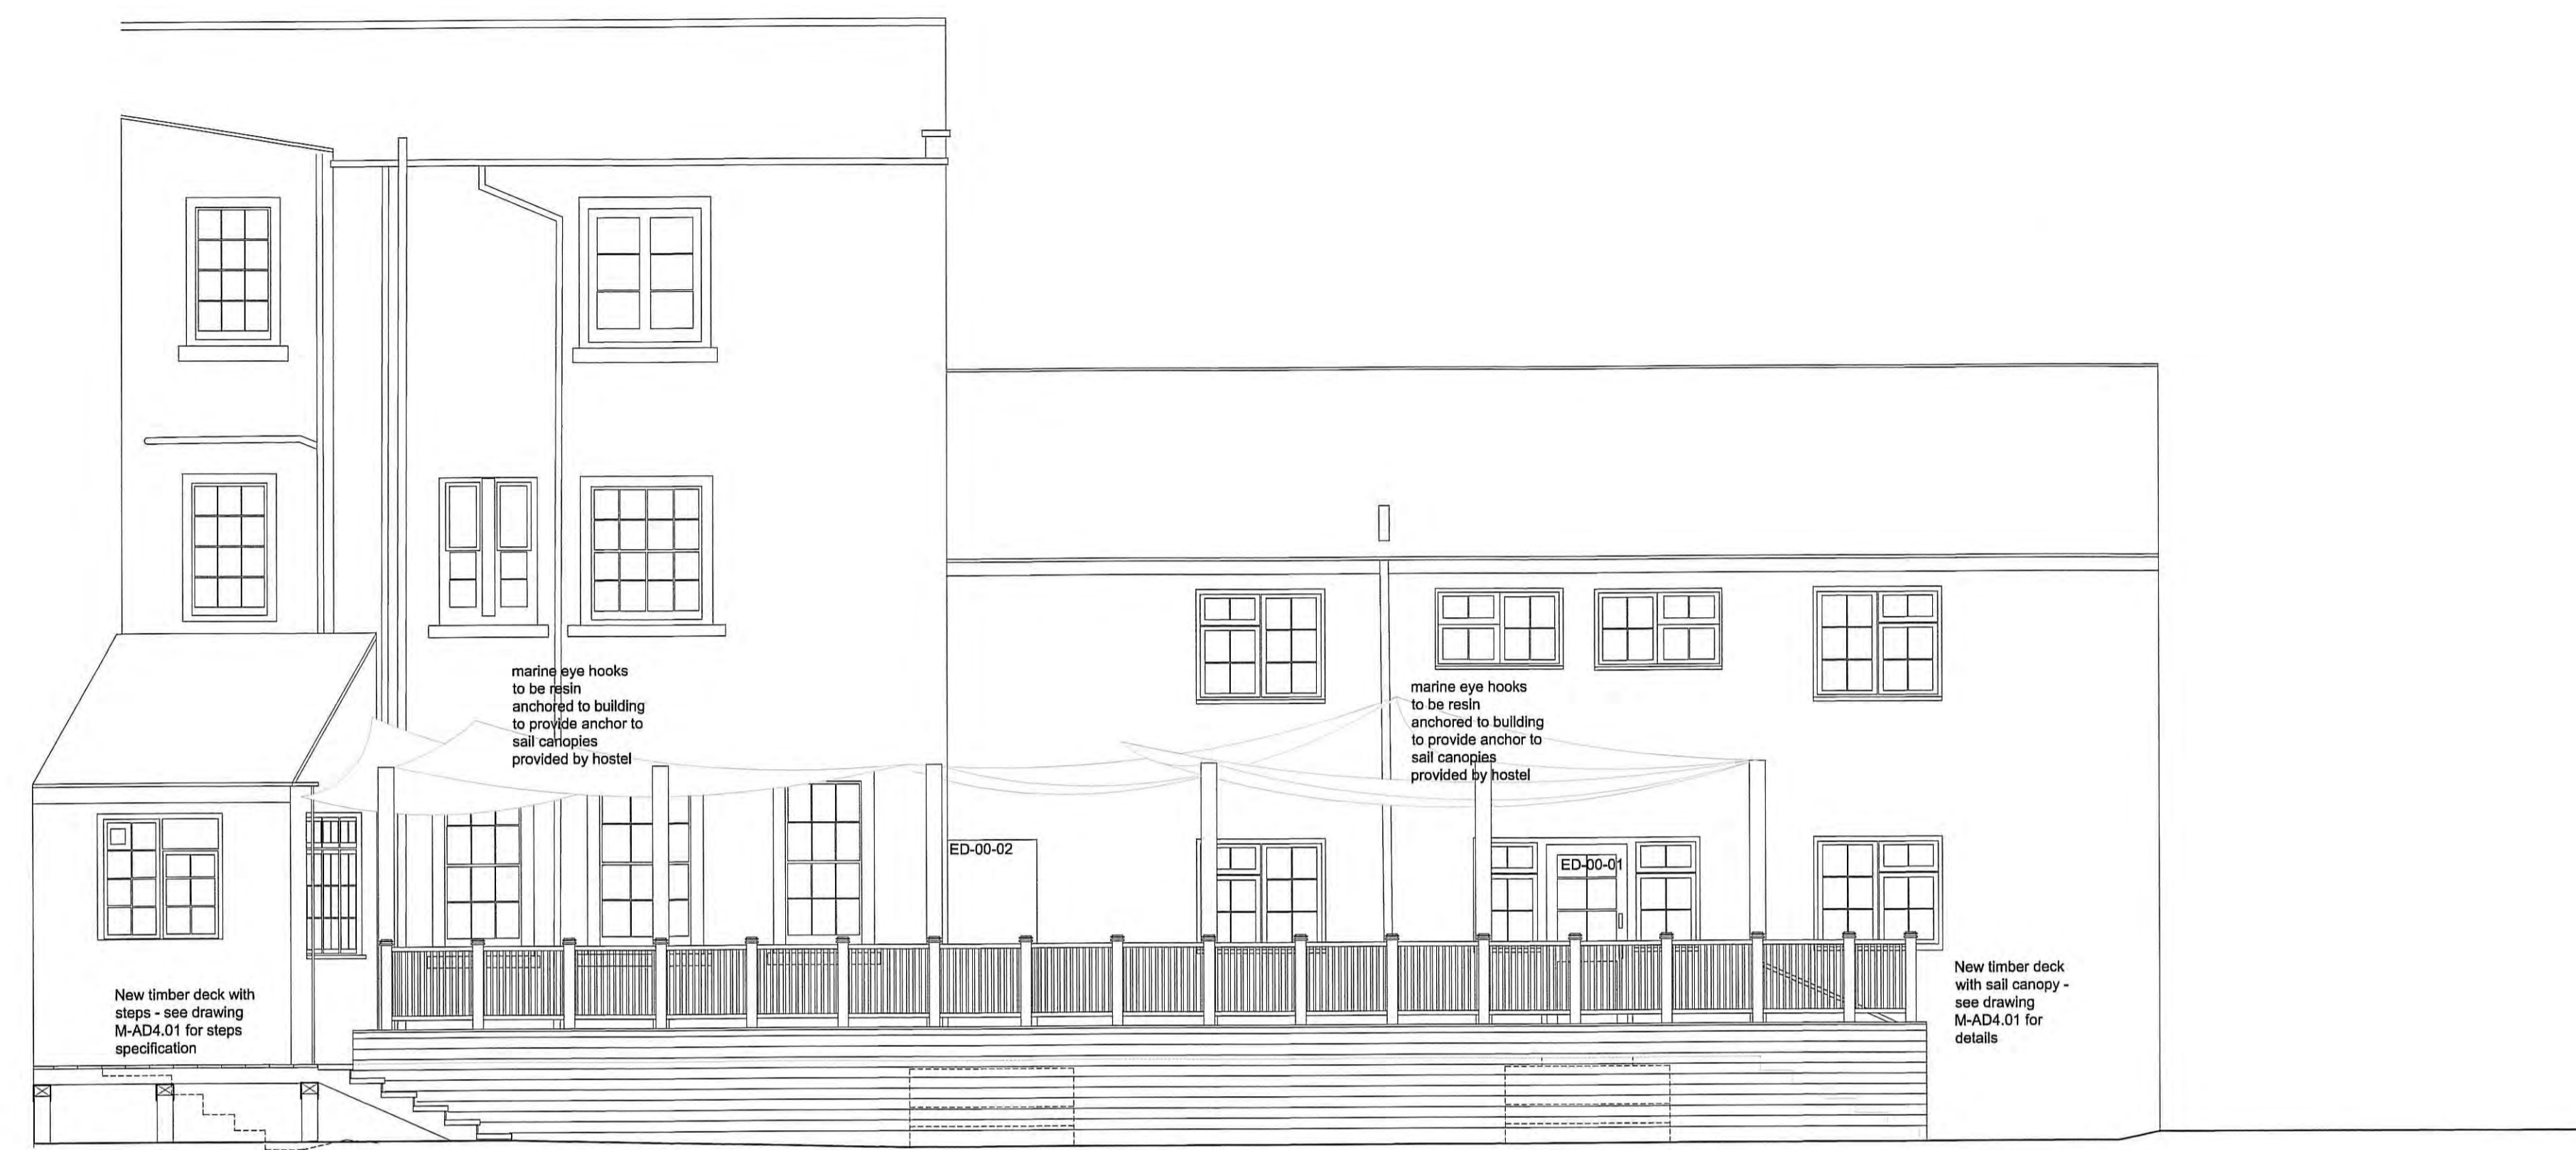 marine eye hooks
to be resin
anchored to building
to provide anchor to
sail canopies
provided by hostel
marine eye hooks
to be resin
anchored to building
to provide anchor to
sail canopies
provided by hostel
ED-00-02
ED-00-01
New timber deck with
steps - see drawing
M-AD4.01 for steps
specification
New timber deck
with sail canopy -
see drawing
M-AD4.01 for
details